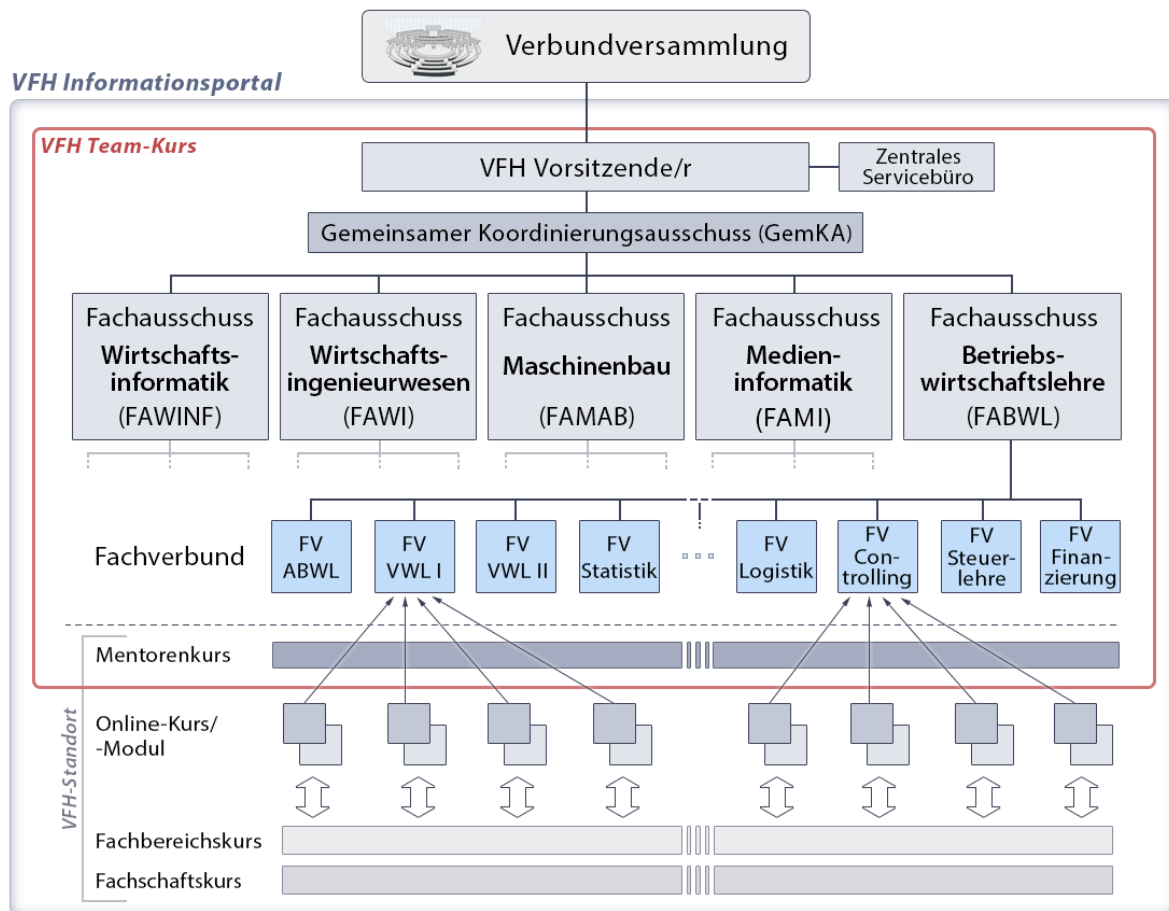 Verbundversammlung
VFH Informationsportal
VFH Team-Kurs
VFH Vorsitzende/r
Zentrales
Servicebüro
Gemeinsamer Koordinierungsausschuss (GemKA)
Fachausschuss
Wirtschafts-
informatik
(FAWINF)
Fachausschuss
Wirtschafts-
ingenieurwesen
(FAWI)
Fachausschuss
Maschinenbau
(FAMAB)
Fachausschuss
Medien-
informatik
(FAMI)
Fachausschuss
Betriebs-
wirtschaftslehre
(FABWL)
Fachverbund
FV
ABWL
FV
VWL I
FV
VWL II
FV
Statistik
FV
Logistik
FV
Con-
trolling
FV
Steuer-
lehre
FV
Finan-
zierung
VFH-Standort
Mentorenkurs
Online-Kurs/
-Modul
Fachbereichskurs
Fachschaftskurs